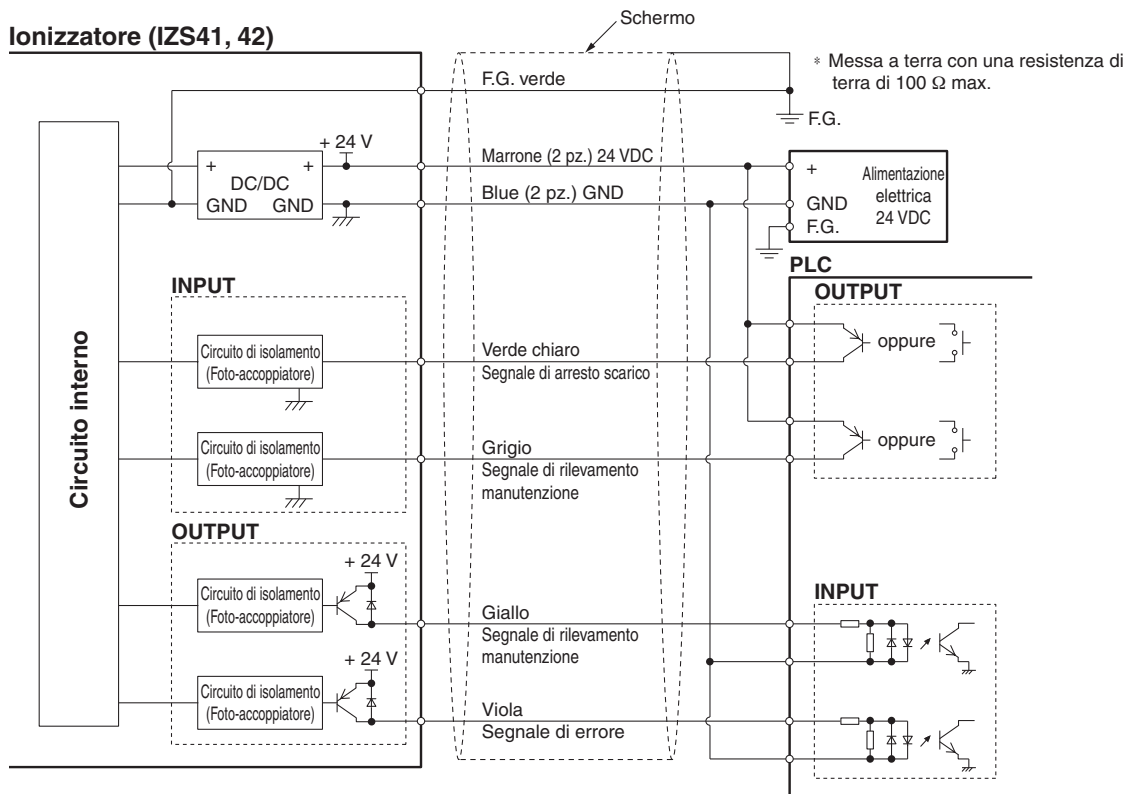 Schermo
Ionizzatore (IZS41, 42)
* Messa a terra con una resistenza di
terra di 100 Ω max.
F.G. verde
F.G.
+ 24 V
Marrone (2 pz.) 24 VDC
+ +
DC/DC
GND GND
Blue (2 pz.) GND
+
GND
F.G.
Alimentazione
elettrica
24 VDC
PLC
INPUT
OUTPUT
Circuito interno
Circuito di isolamento
(Foto-accoppiatore)
Verde chiaro
Segnale di arresto scarico
oppure
Circuito di isolamento
(Foto-accoppiatore)
Grigio
Segnale di rilevamento
manutenzione
oppure
OUTPUT
+ 24 V
INPUT
Circuito di isolamento
(Foto-accoppiatore)
Giallo
Segnale di rilevamento
manutenzione
+ 24 V
Circuito di isolamento
(Foto-accoppiatore)
Viola
Segnale di errore